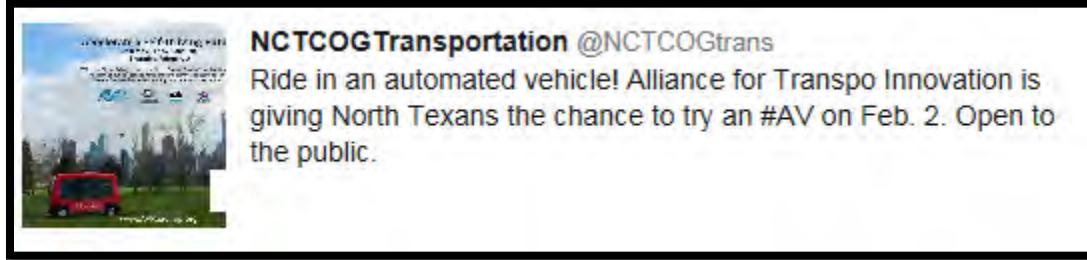 NCTCOGTransportation @NCTCOGtrans
Ride in an automated vehicle! Alliance for Transpo Innovation is
giving North Texans the chance to try an #AV on Feb. 2. Open to
the public.